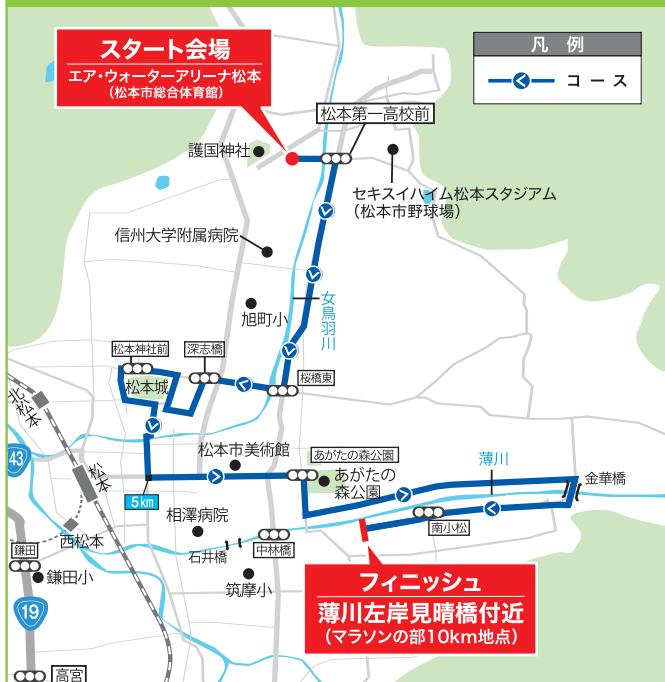 スタート会場
エア・ウォーターアリーナ松本
（松本市総合体育館）
凡 例
コース
松本第一高校前
護国神社
セキスイハイム松本スタジアム
（松本市野球場）
信州大学附属病院
旭町小
女鳥羽川
松本神社前
深志橋
桜橋東
松本城
北松本
43
松本
松本市美術館
あがたの森公園
あがたの
森公園
薄川
金華橋
5km
相澤病院
南小松
西松本
石井橋
中林橋
鎌田
鎌田小
筑摩小
19
高宮
フィニッシュ
薄川左岸見晴橋付近
（マラソンの部10km地点）